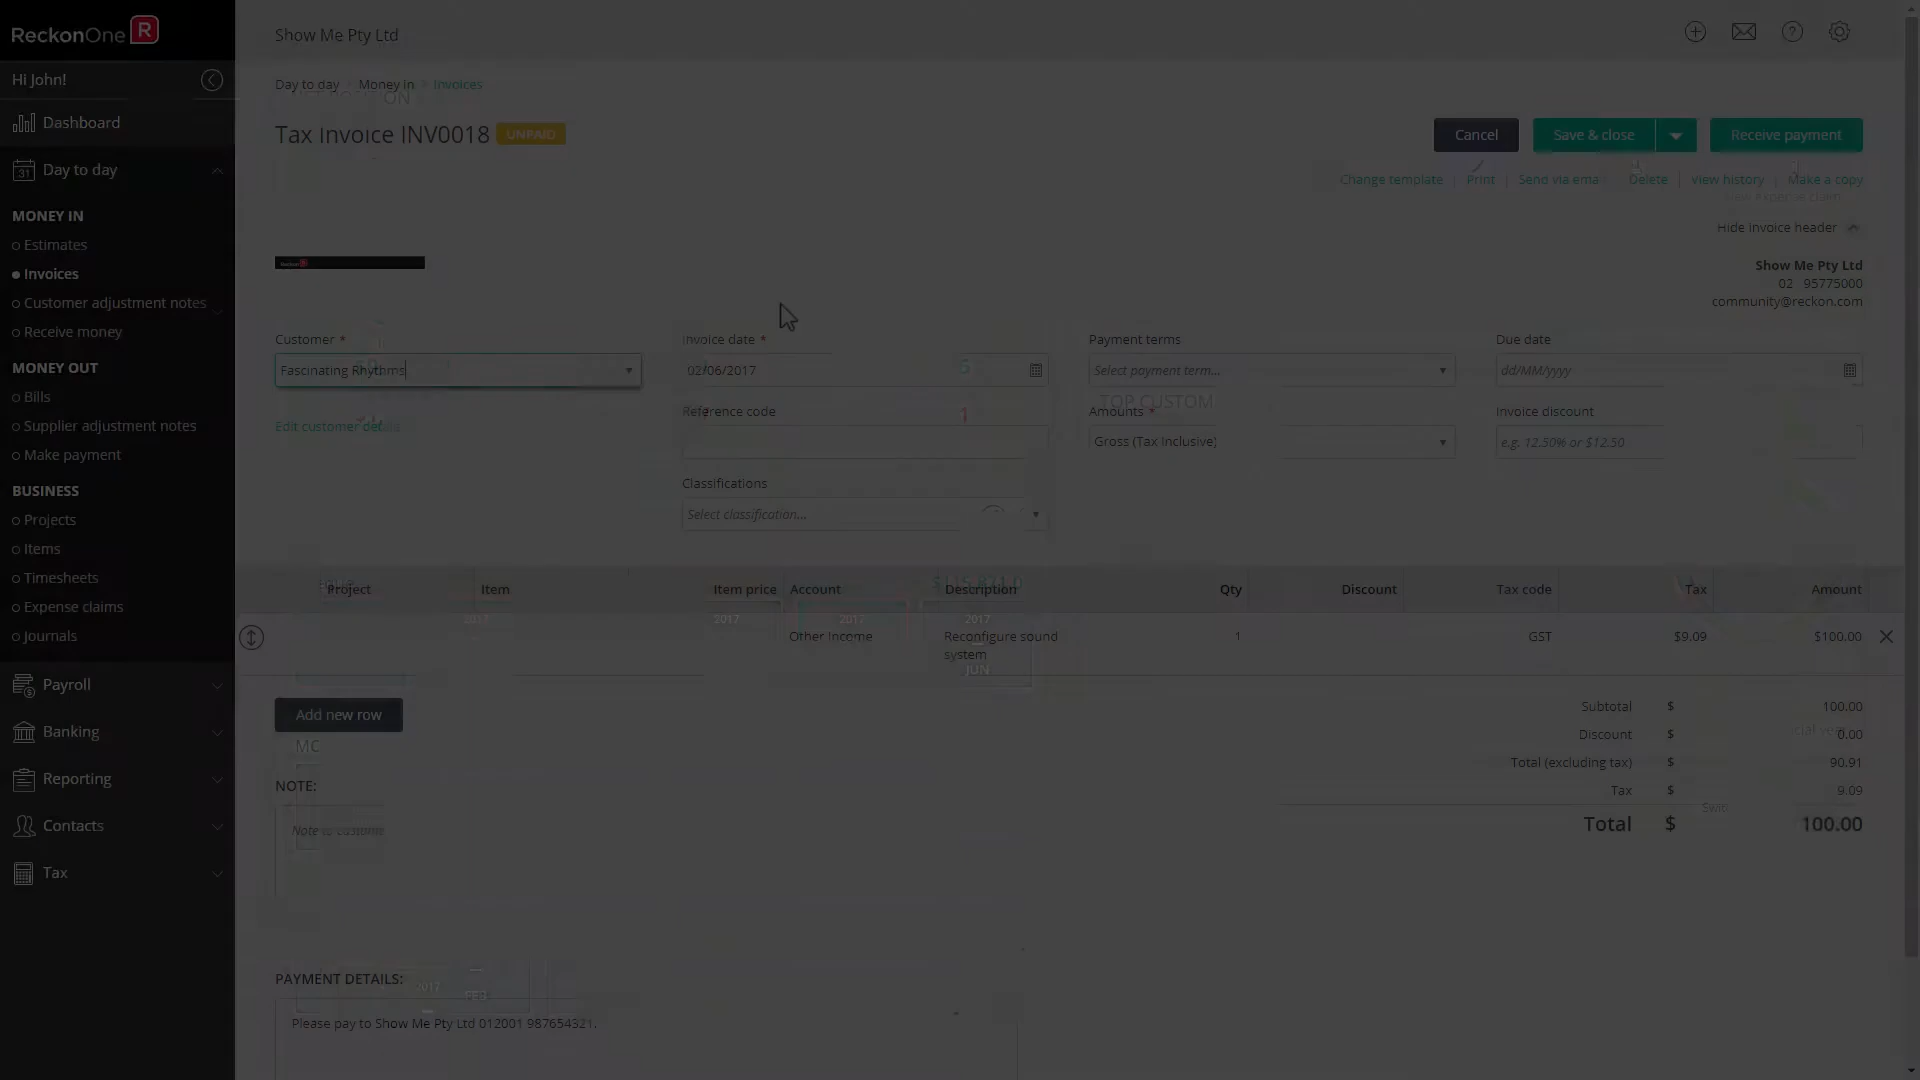 ReckonOne R
Show Me Pty Ltd
Hi John!
Day to day
Money In
Invoices
Dashboard
Tax Invoice INV0018
UNPAID
Cancel
Save & close
Receive payment
Day to day
Change template
Print
Send via
Delete
View history
Make a copy
MONEY IN
Hide Invoice header
Estimates
Invoices
Show Me Pty Ltd
02 95775000
community@reckon.com
Customer adjustment notes
Receive money
Customer *
Invoice date *
Payment terms
Due date
MONEY OUT
Fascinating Rhythms
02/06/2017
Select payment term...
dd/MM/yyyy
Bills
TOP CUSTOM
Reference code
Amounts *
Invoice discount
Supplier adjustment notes
Edit customer
Gross (Tax Inclusive)
e.g. 12.50% or $12.50
Make payment
Classifications
BUSINESS
Select classification...
Projects
Items
Timesheets
Project
Item
Item price
Account
Description
Qty
Discount
Tax code
Tax
Amount
Expense claims
2017
2017
2017
2017
Journals
Other Income
Reconfigure sound
system
1
GST
$9.09
$100.00
JUN
Payroll
Add new row
Subtotal $ 100.00
Banking
Discount $ 0.00
Total (excluding tax) $ 90.91
Reporting
NOTE:
Tax $ 9.09
Contacts
Note to
Total $ 100.00
Tax
PAYMENT DETAILS:
2017
FEB
Please pay to Show Me Pty Ltd 012001 987654321.